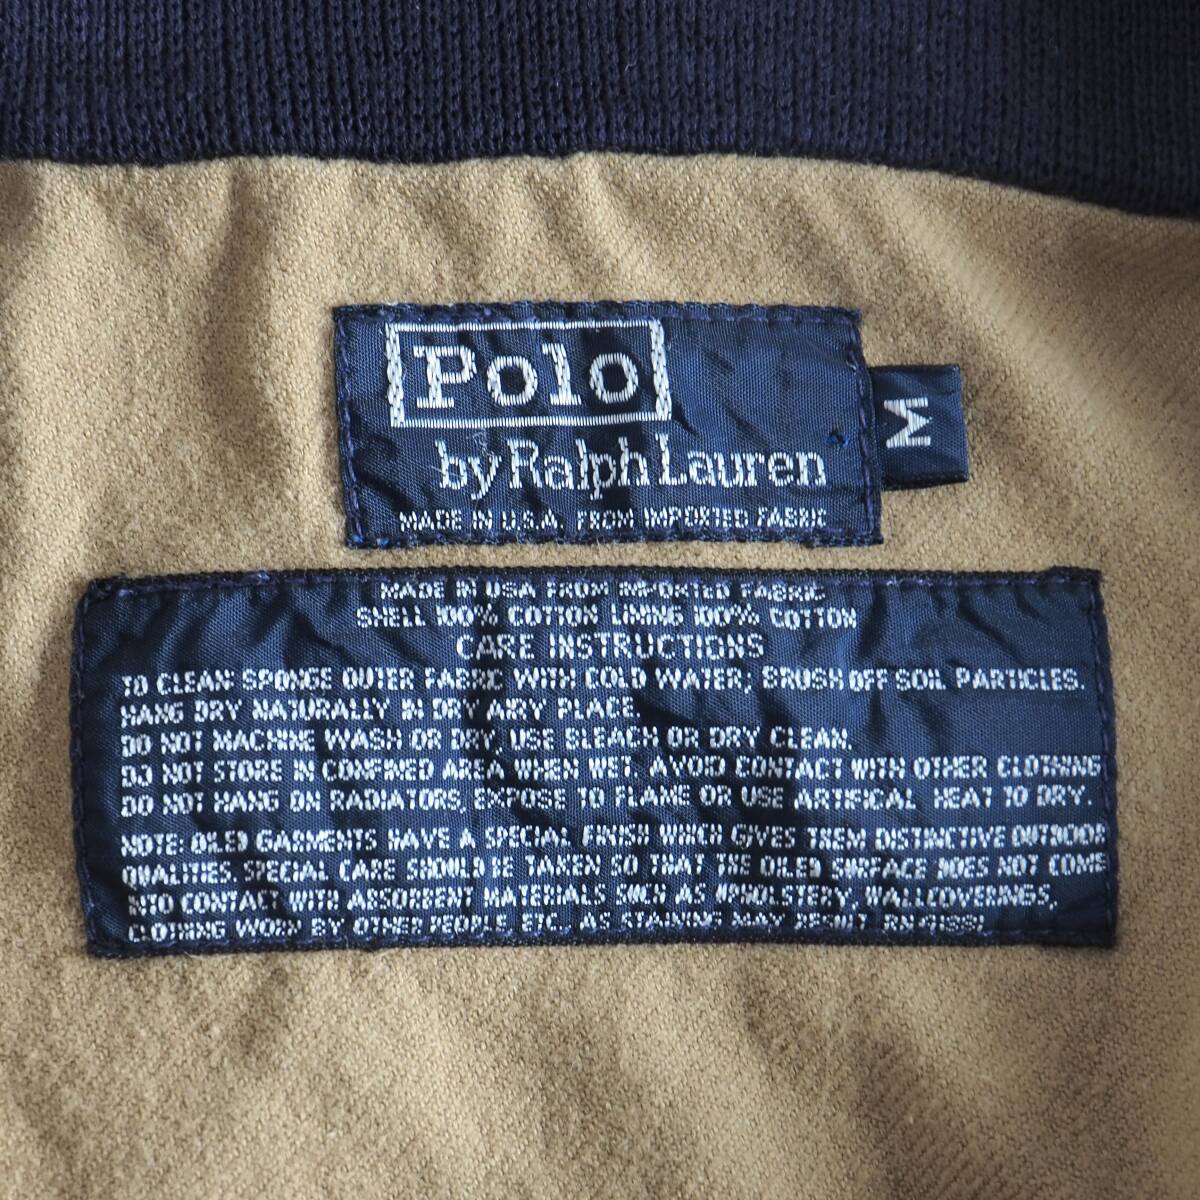 Polo
by Ralph Lauren
MADE IN U.S.A. FROM IMPORTED FABRIC
M
MADE IN USA FROM IMPORTED FABRIC
SHELL 100% COTTON LINING 100% COTTON
CARE INSTRUCTIONS
TO CLEAN SPONGE OUTER FABRIC WITH COLD WATER, BRUSH OFF SOIL PARTICLES.
HANG DRY NATURALLY IN DRY AIRY PLACE.
DO NOT MACHINE WASH OR DRY, USE BLEACH OR DRY CLEAN.
DO NOT STORE IN CONFINED AREA WHEN WET. AVOID CONTACT WITH OTHER CLOTHING
DO NOT HANG ON RADIATORS, EXPOSE TO FLAME OR USE ARTIFICAL HEAT TO DRY.
NOTE: OILED GARMENTS HAVE A SPECIAL FINISH WHICH GIVES THEM DISTINCTIVE OUTDOOR
QUALITIES, SPECIAL CARE SHOULD BE TAKEN SO THAT THE OILED SURFACE DOES NOT COME
INTO CONTACT WITH ABSORBENT MATERIALS SUCH AS UPHOLSTERY, WALLCOVERINGS,
CLOTHING WORN BY OTHER PEOPLE ETC., AS STAINING MAY RESULT.